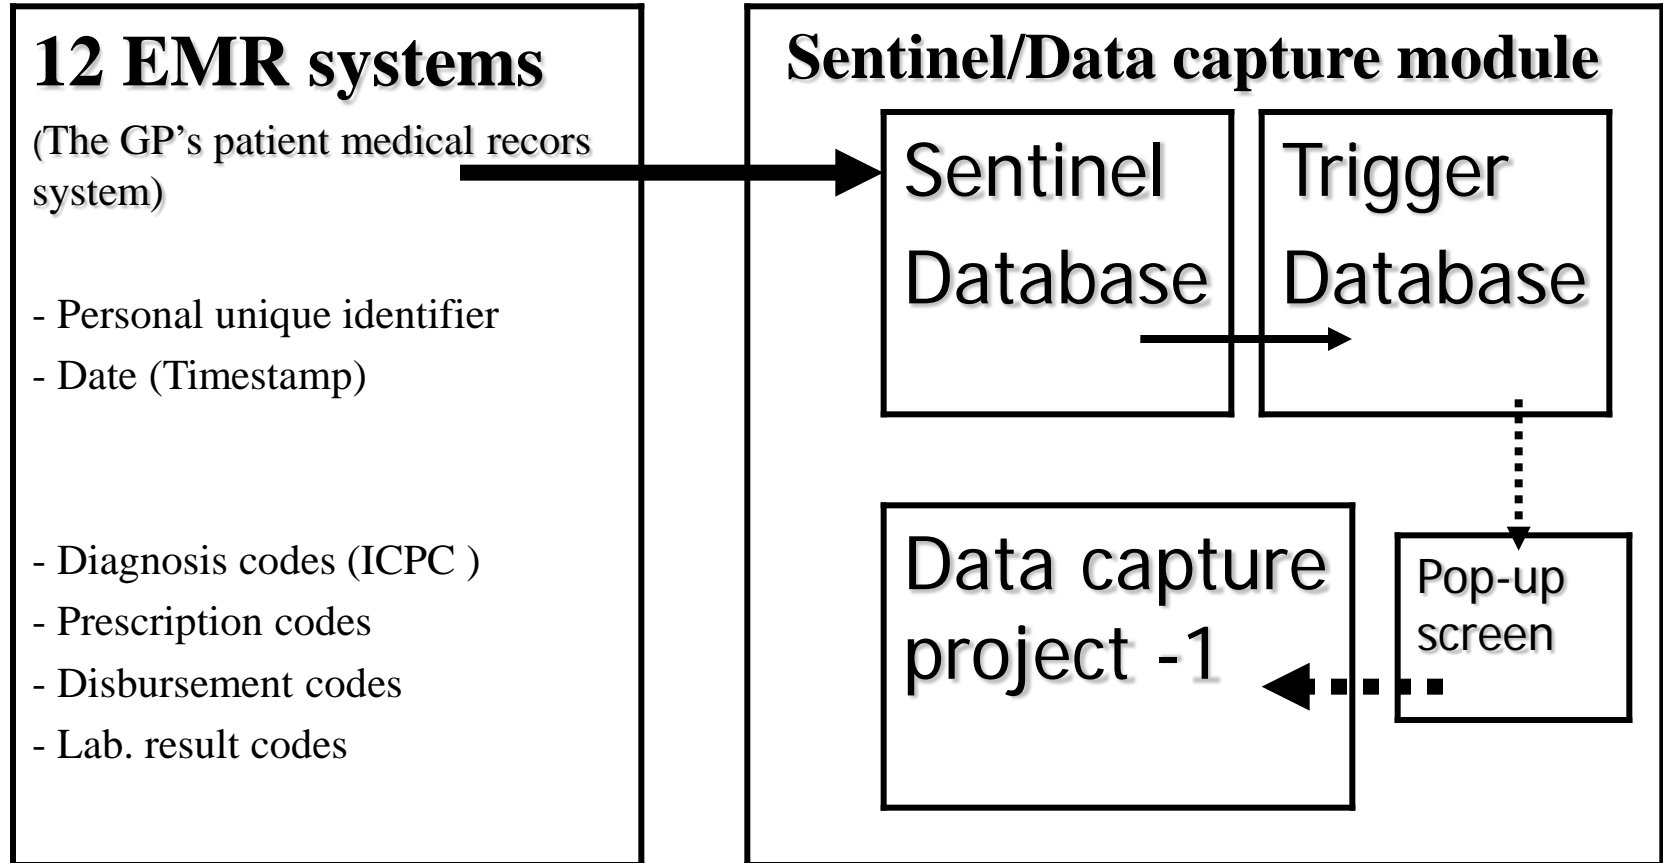 12 EMR systems
(The GP’s patient medical recors
system)
- Personal unique identifier
- Date (Timestamp)
- Diagnosis codes (ICPC )
- Prescription codes
- Disbursement codes
- Lab. result codes
Sentinel/Data capture module
Sentinel
Database
Trigger
Database
Data capture
project -1
Pop-up
screen